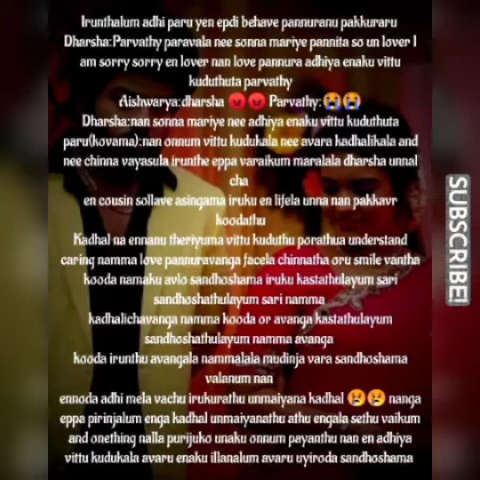 Irunthalum adhi paru yen epdi behave pannuranu pakkuraru
Dharsha:Parvathy paravala nee sonna mariye pannita so un lover I
am sorry sorry en lover nan love pannura adhiya enaku vittu
kuduthuta parvathy
Aishwarya:dharsha 😡😡 Parvathy:😭😭
Dharsha:nan sonna mariye nee adhiya enaku vittu kuduthuta
paru(kovama):nan onnum vittu kudukala nee avara kadhalikala and
nee chinna vayasula irunthe eppa varaikum maralala dharsha unnal
cha
en cousin sollave asingama iruku en lifela unna nan pakkavr
koodathu
Kadhal na ennanu theriyuma vittu kuduthu porathua understand
caring namma love pannuravanga facela chinnatha oru smile vantha
kooda namaku avlo sandhoshama iruku kastathulayum sari
sandhoshathulayum sari namma
kadhalichavanga namma kooda or avanga kastathulayum
sandhoshathulayum namma avanga
kooda irunthu avangala nammalala mudinja vara sandhoshama
valanum nan
ennoda adhi mela vachu irukurathu unmaiyana kadhal 😢😢 nanga
eppa pirinjalum enga kadhal unmaiyanathu athu engala sethu vaikum
and onething nalla purijuko unaku onnum payanthu nan en adhiya
vittu kudukala avaru enaku illanalum avaru uyiroda sandhoshama
SUBSCRIBE!